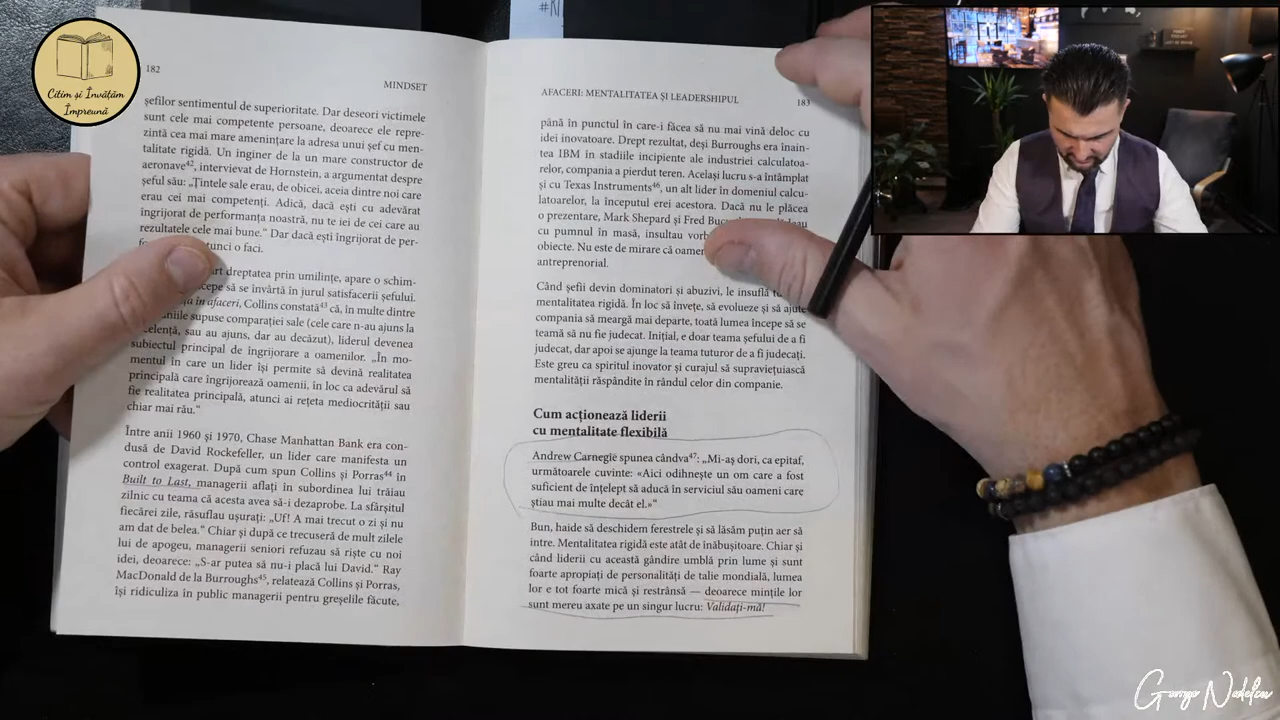 #
Citim și Învățăm
Împreună
182
MINDSET
șefilor sentimentul de superioritate. Dar deseori victimele
sunt cele mai competente persoane, deoarece ele repre-
zintă cea mai mare amenințare la adresa unui șef cu men-
talitate rigidă. Un inginer de la un mare constructor de
aeronave⁴², intervievat de Hornstein, a argumentat despre
șeful său: „Țintele sale erau, de obicei, aceia dintre noi care
erau cei mai competenți. Adică, dacă ești cu adevărat
îngrijorat de performanța noastră, nu te iei de cei care au
rezultatele cele mai bune.“ Dar dacă ești îngrijorat de per-
atunci o faci.
dreptatea prin umilințe, apare o schim-
să se învârtă în jurul satisfacerii șefului.
în afaceri, Collins constată⁴³ că, în multe dintre
supuse comparației sale (cele care n-au ajuns la
sau au ajuns, dar au decăzut), liderul devenea
subiectul principal de îngrijorare a oamenilor. „În mo-
mentul în care un lider își permite să devină realitatea
principală care îngrijorează oamenii, în loc ca adevărul să
fie realitatea principală, atunci ai rețeta mediocrității sau
chiar mai rău.“
Între anii 1960 și 1970, Chase Manhattan Bank era con-
dusă de David Rockefeller, un lider care manifesta un
control exagerat. După cum spun Collins și Porras⁴⁴ în
Built to Last, managerii aflați în subordinea lui trăiau
zilnic cu teama că acesta avea să-i dezaprobe. La sfârșitul
fiecărei zile, răsuflau ușurați: „Uf! A mai trecut o zi și nu
am dat de belea.“ Chiar și după ce trecuseră de mult zilele
lui de apogeu, managerii seniori refuzau să riște cu noi
idei, deoarece: „S-ar putea să nu-i placă lui David.“ Ray
MacDonald de la Burroughs⁴⁵, relatează Collins și Porras,
își ridiculiza în public managerii pentru greșelile făcute,
AFACERI: MENTALITATEA ȘI LEADERSHIPUL
183
până în punctul în care-i făcea să nu mai vină deloc cu
idei inovatoare. Drept rezultat, deși Burroughs era înain-
tea IBM în stadiile incipiente ale industriei calculatoa-
relor, compania a pierdut teren. Același lucru s-a întâmplat
și cu Texas Instruments⁴⁶, un alt lider în domeniul calcu-
latoarelor, la începutul erei acestora. Dacă nu le plăcea
o prezentare, Mark Shepard și Fred
cu pumnul în masă, insultau
obiecte. Nu este de mirare că
antreprenorial.
Când șefii devin dominatori și abuzivi, le insuflă
mentalitatea rigidă. În loc să învețe, să evolueze și să ajute
compania să meargă mai departe, toată lumea începe să se
teamă să nu fie judecat. Inițial, e doar teama șefului de a fi
judecat, dar apoi se ajunge la teama tuturor de a fi judecați.
Este greu ca spiritul inovator și curajul să supraviețuiască
mentalității răspândite în rândul celor din companie.
Cum acționează liderii
cu mentalitate flexibilă
Andrew Carnegie spunea cândva⁴⁷: „Mi-aș dori, ca epitaf,
următoarele cuvinte: «Aici odihnește un om care a fost
suficient de înțelept să aducă în serviciul său oameni care
știau mai multe decât el.»“
Bun, haide să deschidem ferestrele și să lăsăm puțin aer să
intre. Mentalitatea rigidă este atât de înăbușitoare. Chiar și
când liderii cu această gândire umblă prin lume și sunt
foarte apropiați de personalități de talie mondială, lumea
lor e tot foarte mică și restrânsă — deoarece mințile lor
sunt mereu axate pe un singur lucru: Validați-mă!